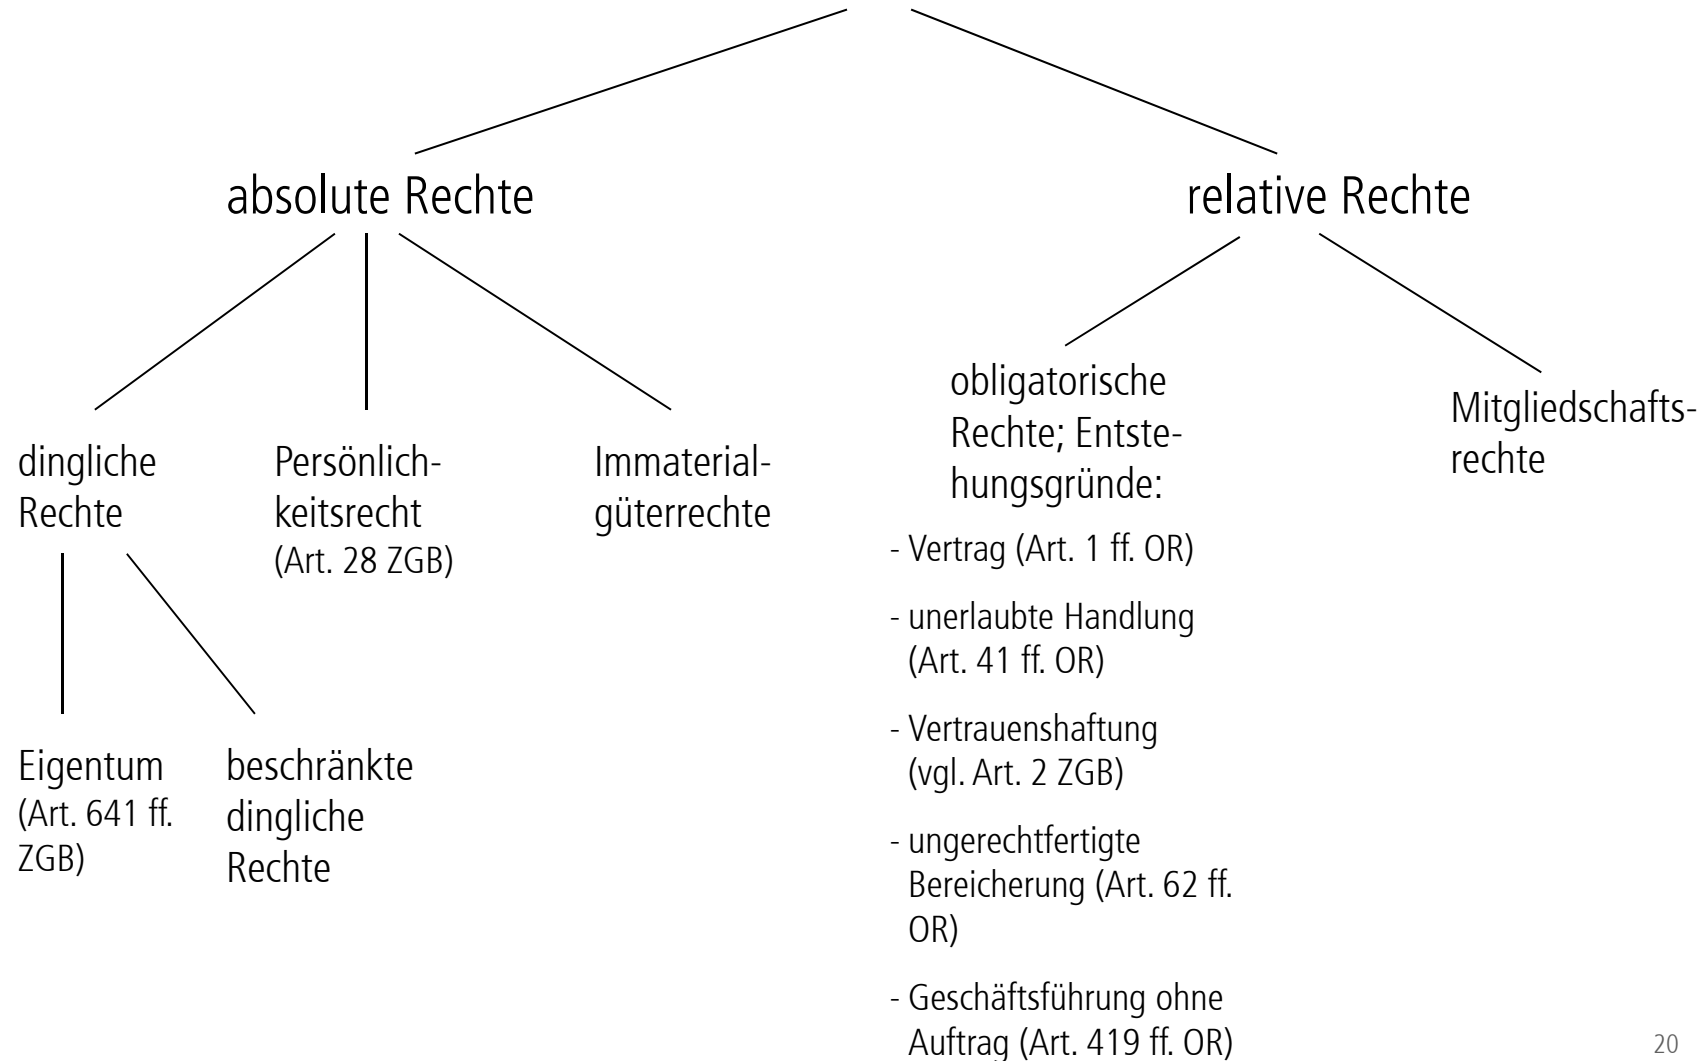 absolute Rechte
relative Rechte
dingliche
Rechte
Persönlich-
keitsrecht
(Art. 28 ZGB)
Immaterial-
güterrechte
obligatorische
Rechte; Entste-
hungsgründe:
Mitgliedschafts-
rechte
- Vertrag (Art. 1 ff. OR)
- unerlaubte Handlung
(Art. 41 ff. OR)
- Vertrauenshaftung
(vgl. Art. 2 ZGB)
- ungerechtfertigte
Bereicherung (Art. 62 ff.
OR)
- Geschäftsführung ohne
Auftrag (Art. 419 ff. OR)
Eigentum
(Art. 641 ff.
ZGB)
beschränkte
dingliche
Rechte
20